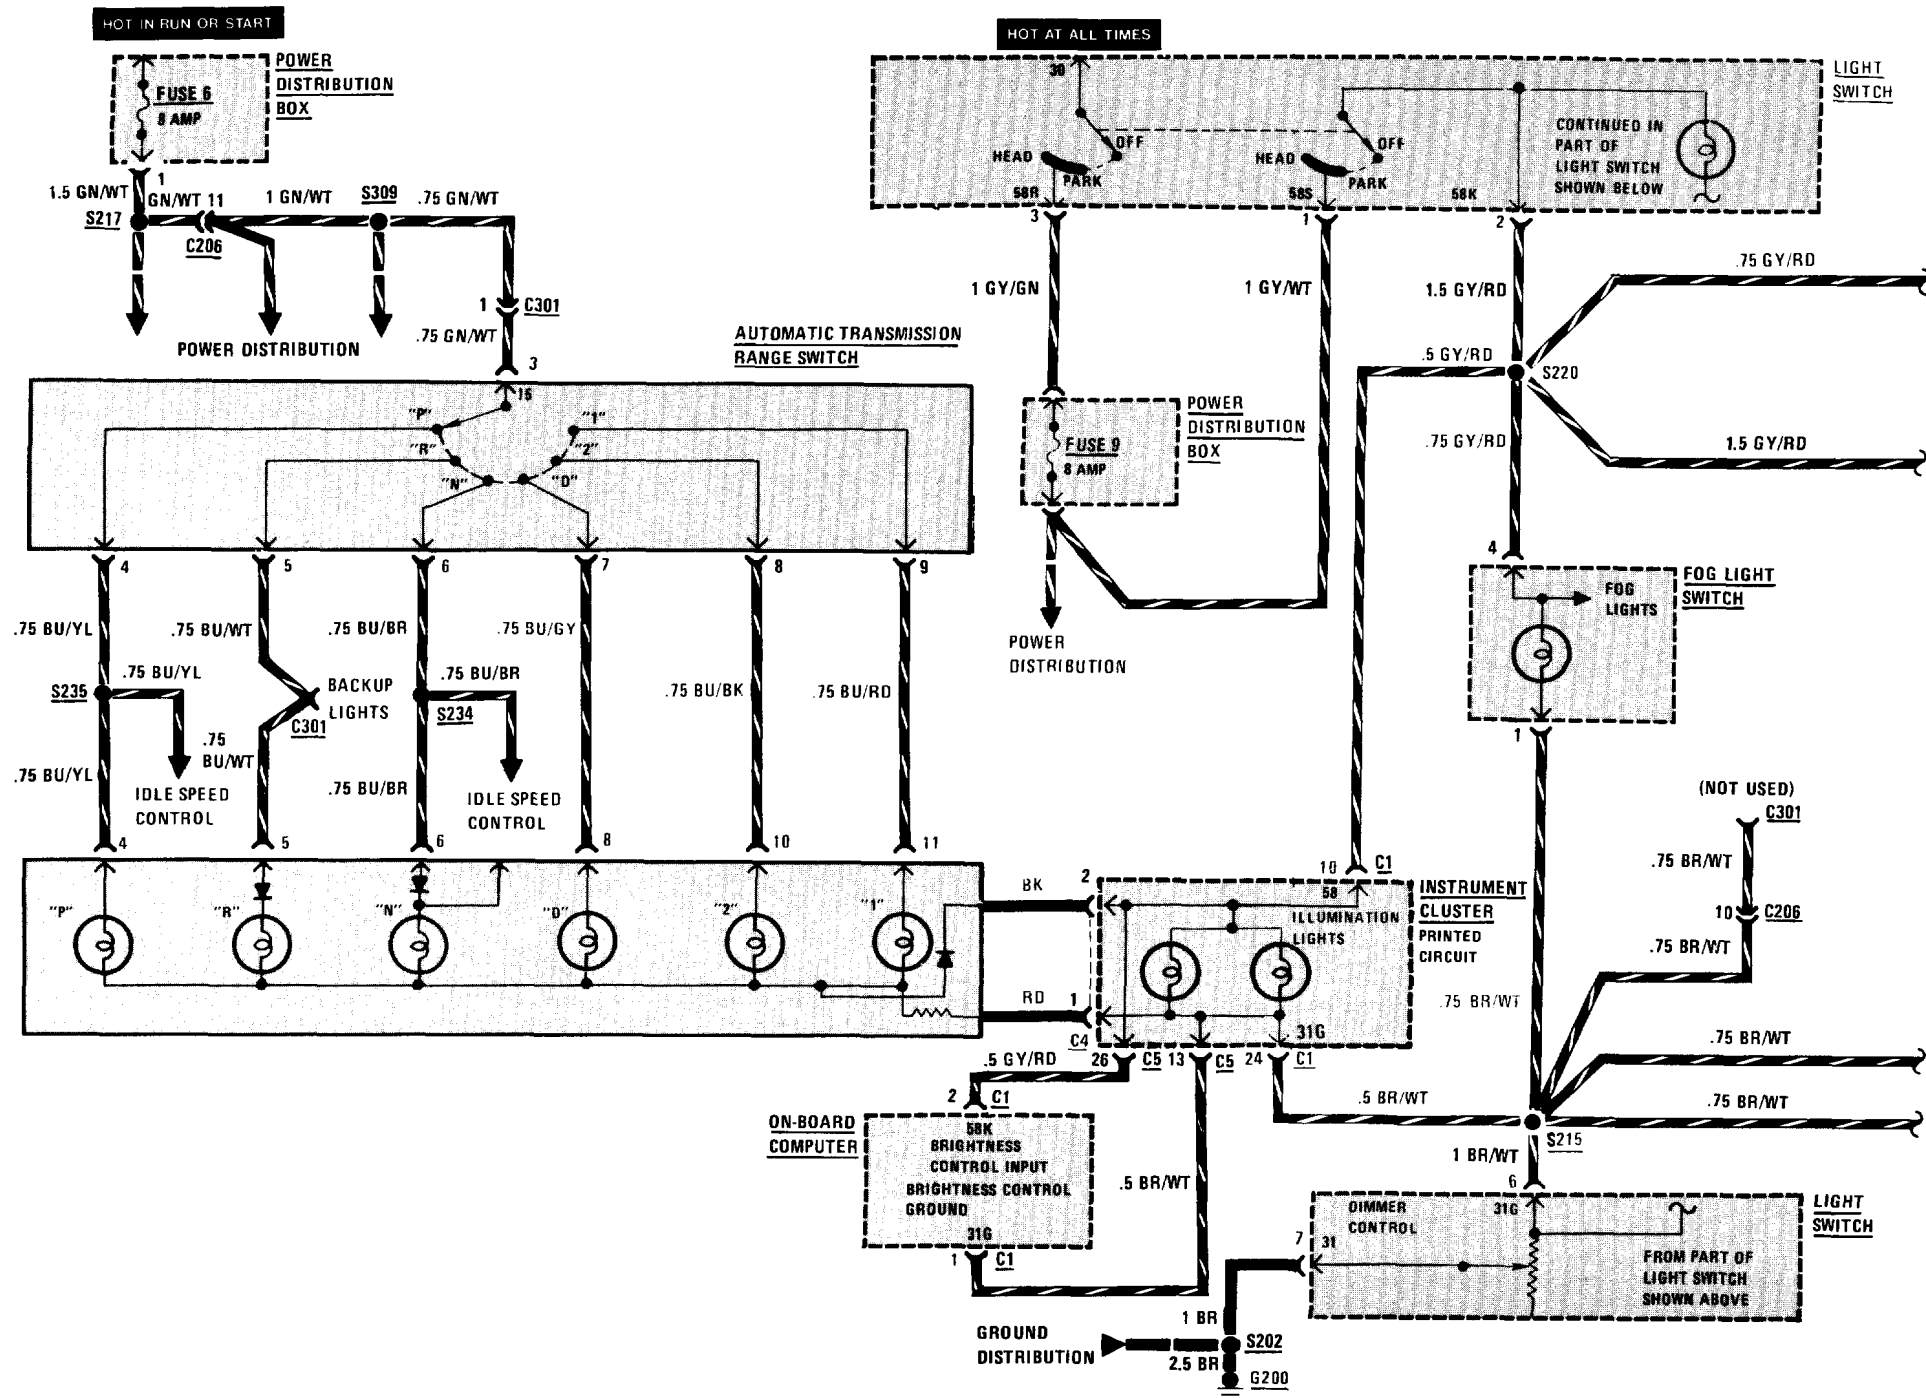 HOT IN RUN OR START
POWER
DISTRIBUTION
BOX
FUSE 6
8 AMP
1
1.5 GN/WT
GN/WT 11
1 GN/WT
S309
.75 GN/WT
S217
C206
1
C301
.75 GN/WT
POWER DISTRIBUTION
3
AUTOMATIC TRANSMISSION
RANGE SWITCH
15
"P"
"R"
"N"
"D"
"2"
"1"
4
5
6
7
8
9
.75 BU/YL
.75 BU/WT
.75 BU/BR
.75 BU/GY
.75 BU/BK
.75 BU/RD
S235
.75 BU/YL
BACKUP
LIGHTS
C301
.75 BU/BR
S234
.75
BU/WT
.75 BU/YL
.75 BU/BR
IDLE SPEED
CONTROL
IDLE SPEED
CONTROL
4
5
6
8
10
11
"P"
"R"
"N"
"D"
"2"
"1"
BK
2
RD
1
C4
HOT AT ALL TIMES
LIGHT
SWITCH
30
OFF
HEAD
PARK
58R
OFF
HEAD
PARK
58S
58K
CONTINUED IN
PART OF
LIGHT SWITCH
SHOWN BELOW
3
1
2
1 GY/GN
1 GY/WT
1.5 GY/RD
.75 GY/RD
.5 GY/RD
S220
.75 GY/RD
1.5 GY/RD
POWER
DISTRIBUTION
BOX
FUSE 9
8 AMP
POWER
DISTRIBUTION
4
FOG LIGHT
SWITCH
FOG
LIGHTS
1
(NOT USED)
C301
.75 BR/WT
10
C206
.75 BR/WT
10
C1
58
ILLUMINATION
LIGHTS
INSTRUMENT
CLUSTER
PRINTED
CIRCUIT
31G
26
C5
13
C5
24
C1
.75 BR/WT
.75 BR/WT
.75 BR/WT
.5 BR/WT
S215
1 BR/WT
6
.5 GY/RD
2
C1
ON-BOARD
COMPUTER
58K
BRIGHTNESS
CONTROL INPUT
BRIGHTNESS CONTROL
GROUND
31G
1
C1
.5 BR/WT
LIGHT
SWITCH
DIMMER
CONTROL
31G
7
31
FROM PART OF
LIGHT SWITCH
SHOWN ABOVE
1 BR
GROUND
DISTRIBUTION
2.5 BR
S202
G200